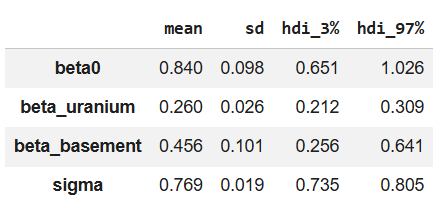 mean sd hdi_3% hdi_97%
beta0 0.840 0.098 0.651 1.026
beta_uranium 0.260 0.026 0.212 0.309
beta_basement 0.456 0.101 0.256 0.641
sigma 0.769 0.019 0.735 0.805